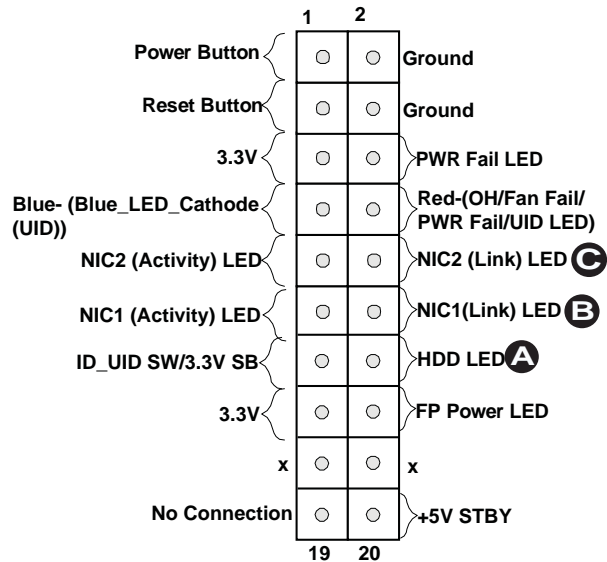 1 2
Power Button Ground
Reset Button Ground
3.3V PWR Fail LED
Blue- (Blue_LED_Cathode
(UID)) Red-(OH/Fan Fail/
PWR Fail/UID LED)
NIC2 (Activity) LED NIC2 (Link) LED C
NIC1 (Activity) LED NIC1(Link) LED B
ID_UID SW/3.3V SB HDD LED A
3.3V FP Power LED
x x
No Connection +5V STBY
19 20